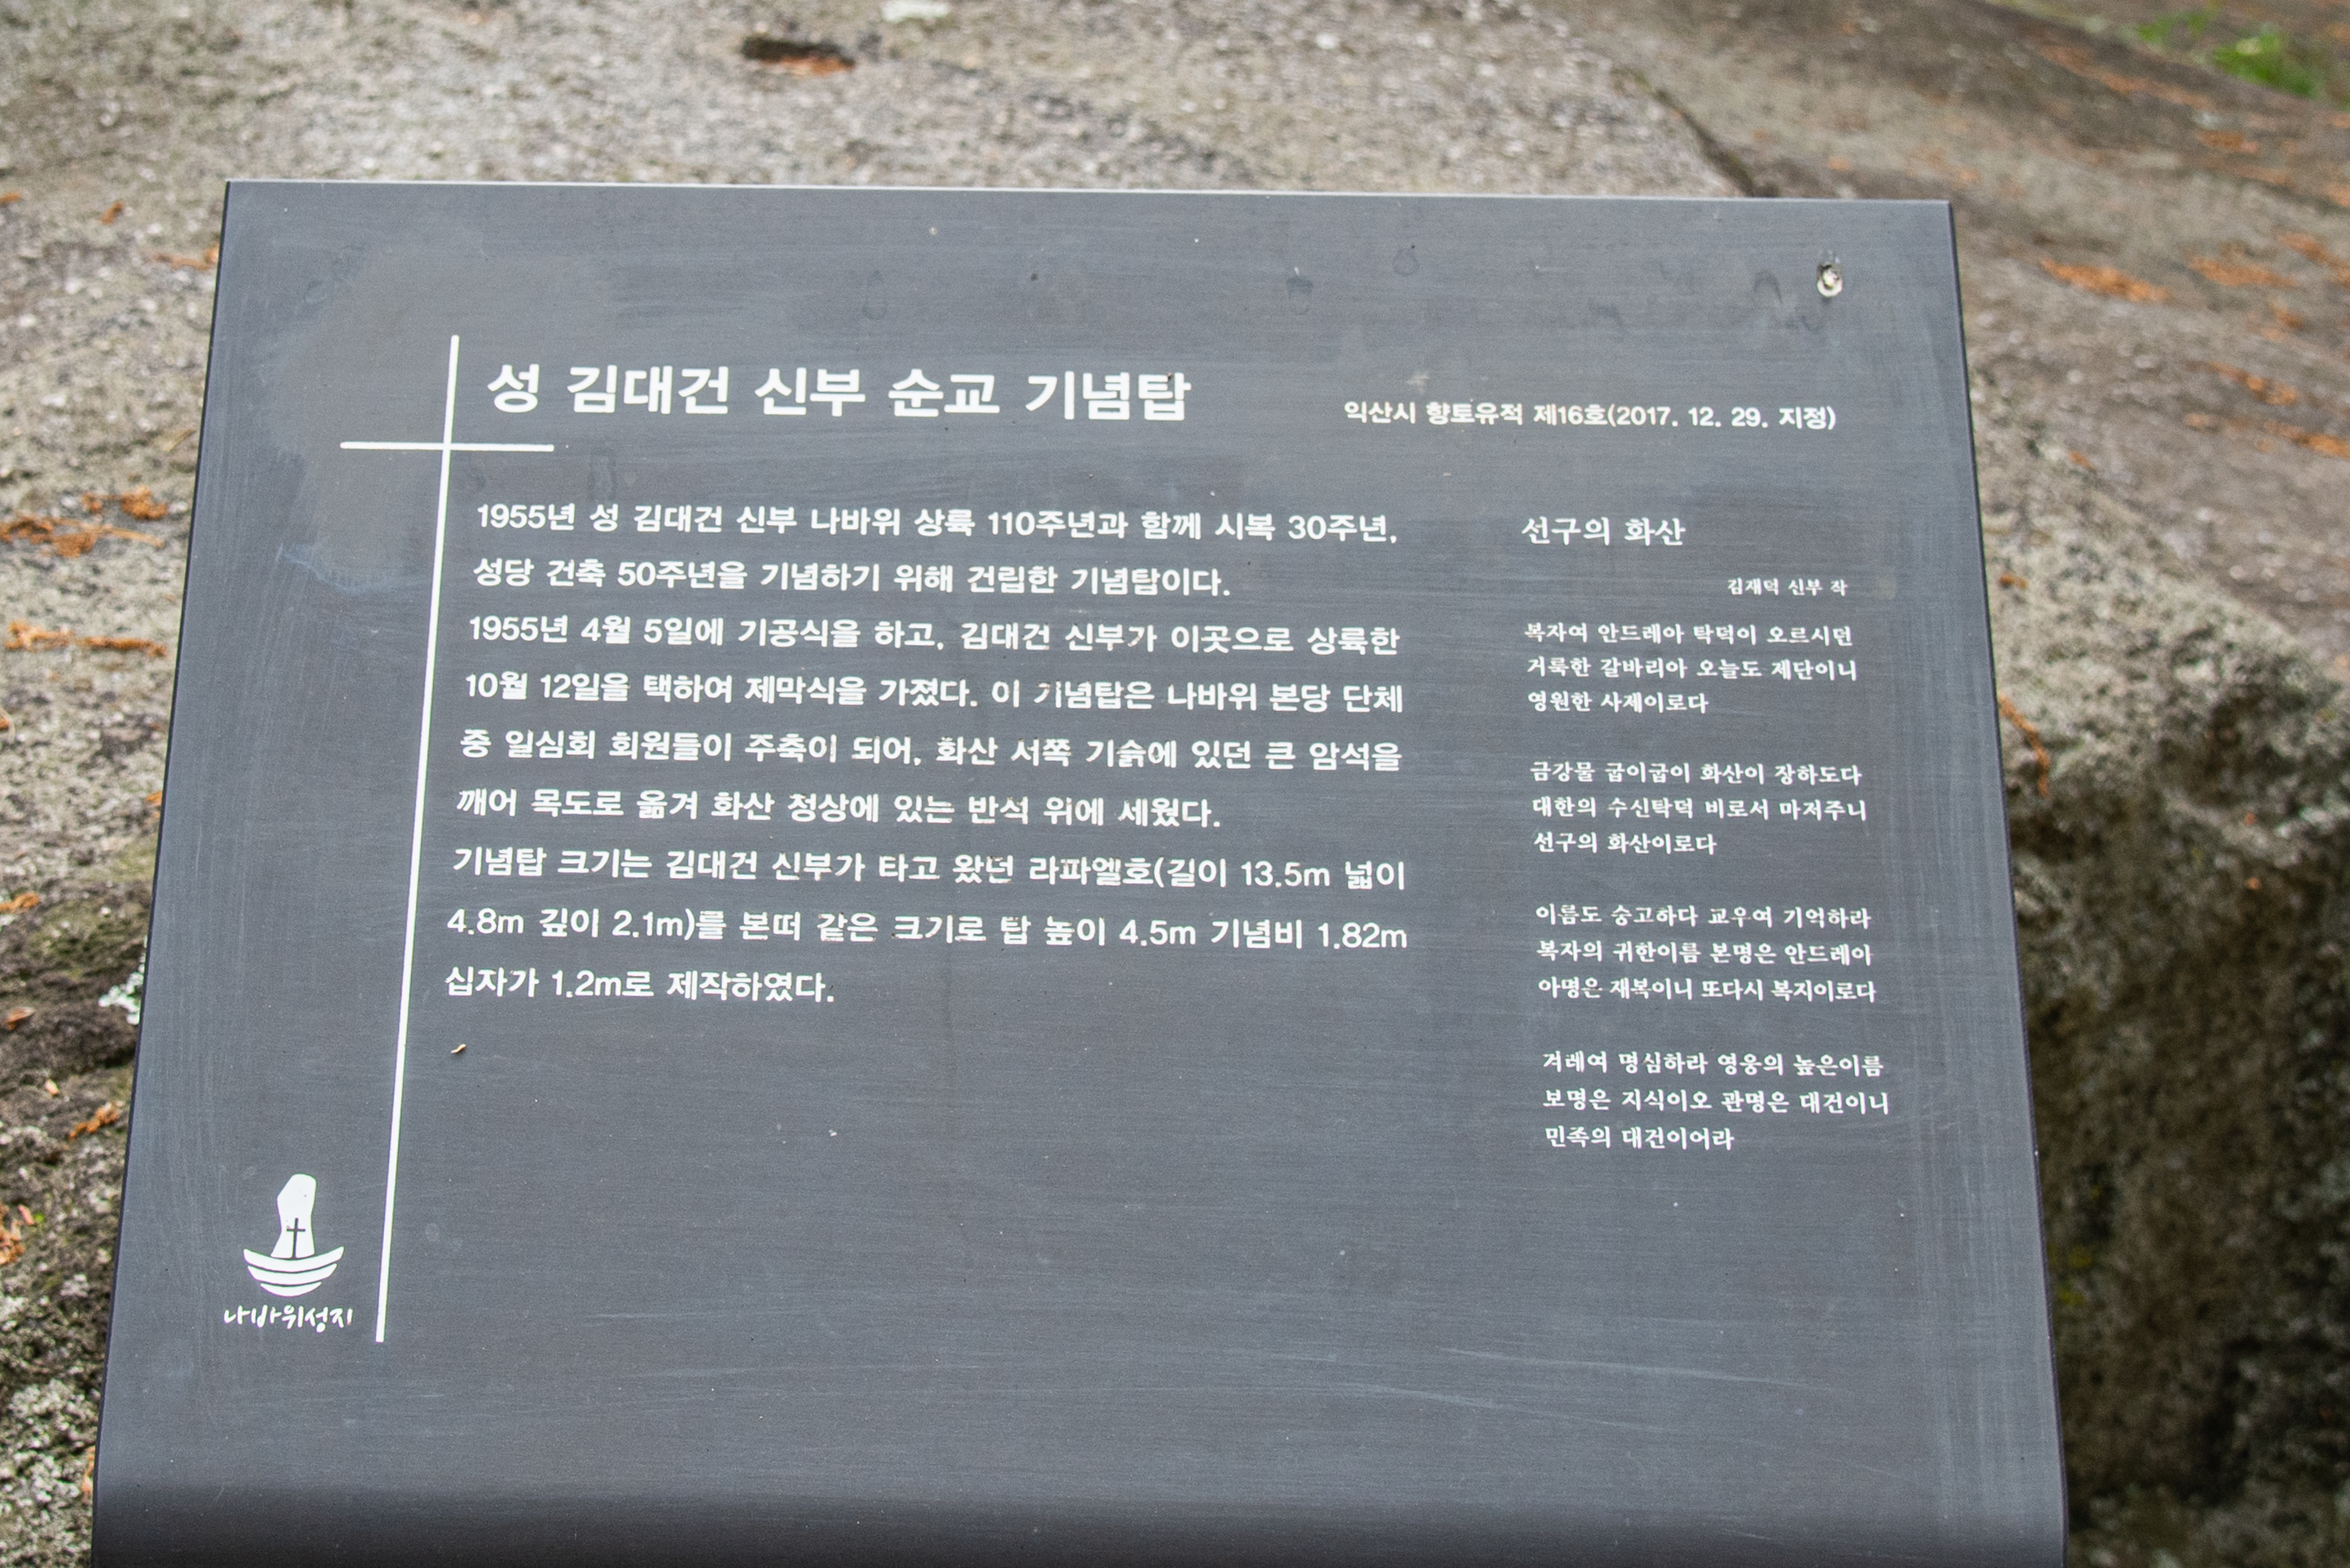 성 김대건 신부 순교 기념탑
익산시 향토유적 제16호(2017. 12. 29. 지정)
1955년 성 김대건 신부 나바위 상륙 110주년과 함께 시복 30주년,
성당 건축 50주년을 기념하기 위해 건립한 기념탑이다.
1955년 4월 5일에 기공식을 하고, 김대건 신부가 이곳으로 상륙한
10월 12일을 택하여 제막식을 가졌다. 이 기념탑은 나바위 본당 단체
중 일심회 회원들이 주축이 되어, 화산 서쪽 기슭에 있던 큰 암석을
깨어 목도로 옮겨 화산 정상에 있는 반석 위에 세웠다.
기념탑 크기는 김대건 신부가 타고 왔던 라파엘호(길이 13.5m 넓이
4.8m 깊이 2.1m)를 본떠 같은 크기로 탑 높이 4.5m 기념비 1.82m
십자가 1.2m로 제작하였다.
선구의 화산
김재덕 신부 작
복자여 안드레아 탁덕이 오르시던
거룩한 갈바리아 오늘도 제단이니
영원한 사제이로다
금강물 굽이굽이 화산이 장하도다
대한의 수신탁덕 비로서 마저주니
선구의 화산이로다
이름도 숭고하다 교우여 기억하라
복자의 귀한이름 본명은 안드레아
아명은 재복이니 또다시 복지이로다
겨레여 명심하라 영웅의 높은이름
보명은 지식이오 관명은 대건이니
민족의 대건이어라
나바위성지